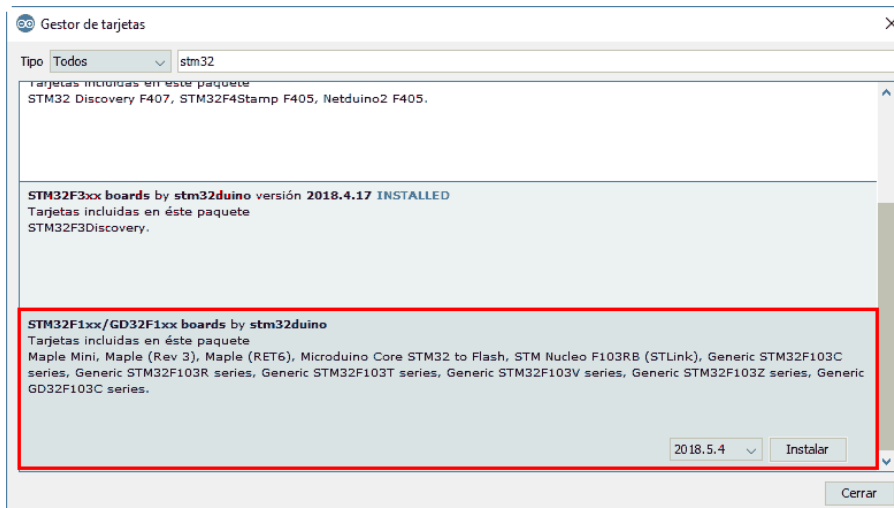 Gestor de tarjetas
Tipo Todos stm32
Tarjetas incluidas en éste paquete
STM32 Discovery F407, STM32F4Stamp F405, Netduino2 F405.
STM32F3xx boards by stm32duino versión 2018.4.17 INSTALLED
Tarjetas incluidas en éste paquete
STM32F3Discovery.
STM32F1xx/GD32F1xx boards by stm32duino
Tarjetas incluidas en éste paquete
Maple Mini, Maple (Rev 3), Maple (RET6), Microduino Core STM32 to Flash, STM Nucleo F103RB (STLink), Generic STM32F103C
series, Generic STM32F103R series, Generic STM32F103T series, Generic STM32F103V series, Generic STM32F103Z series, Generic
GD32F103C series.
2018.5.4 Instalar
Cerrar